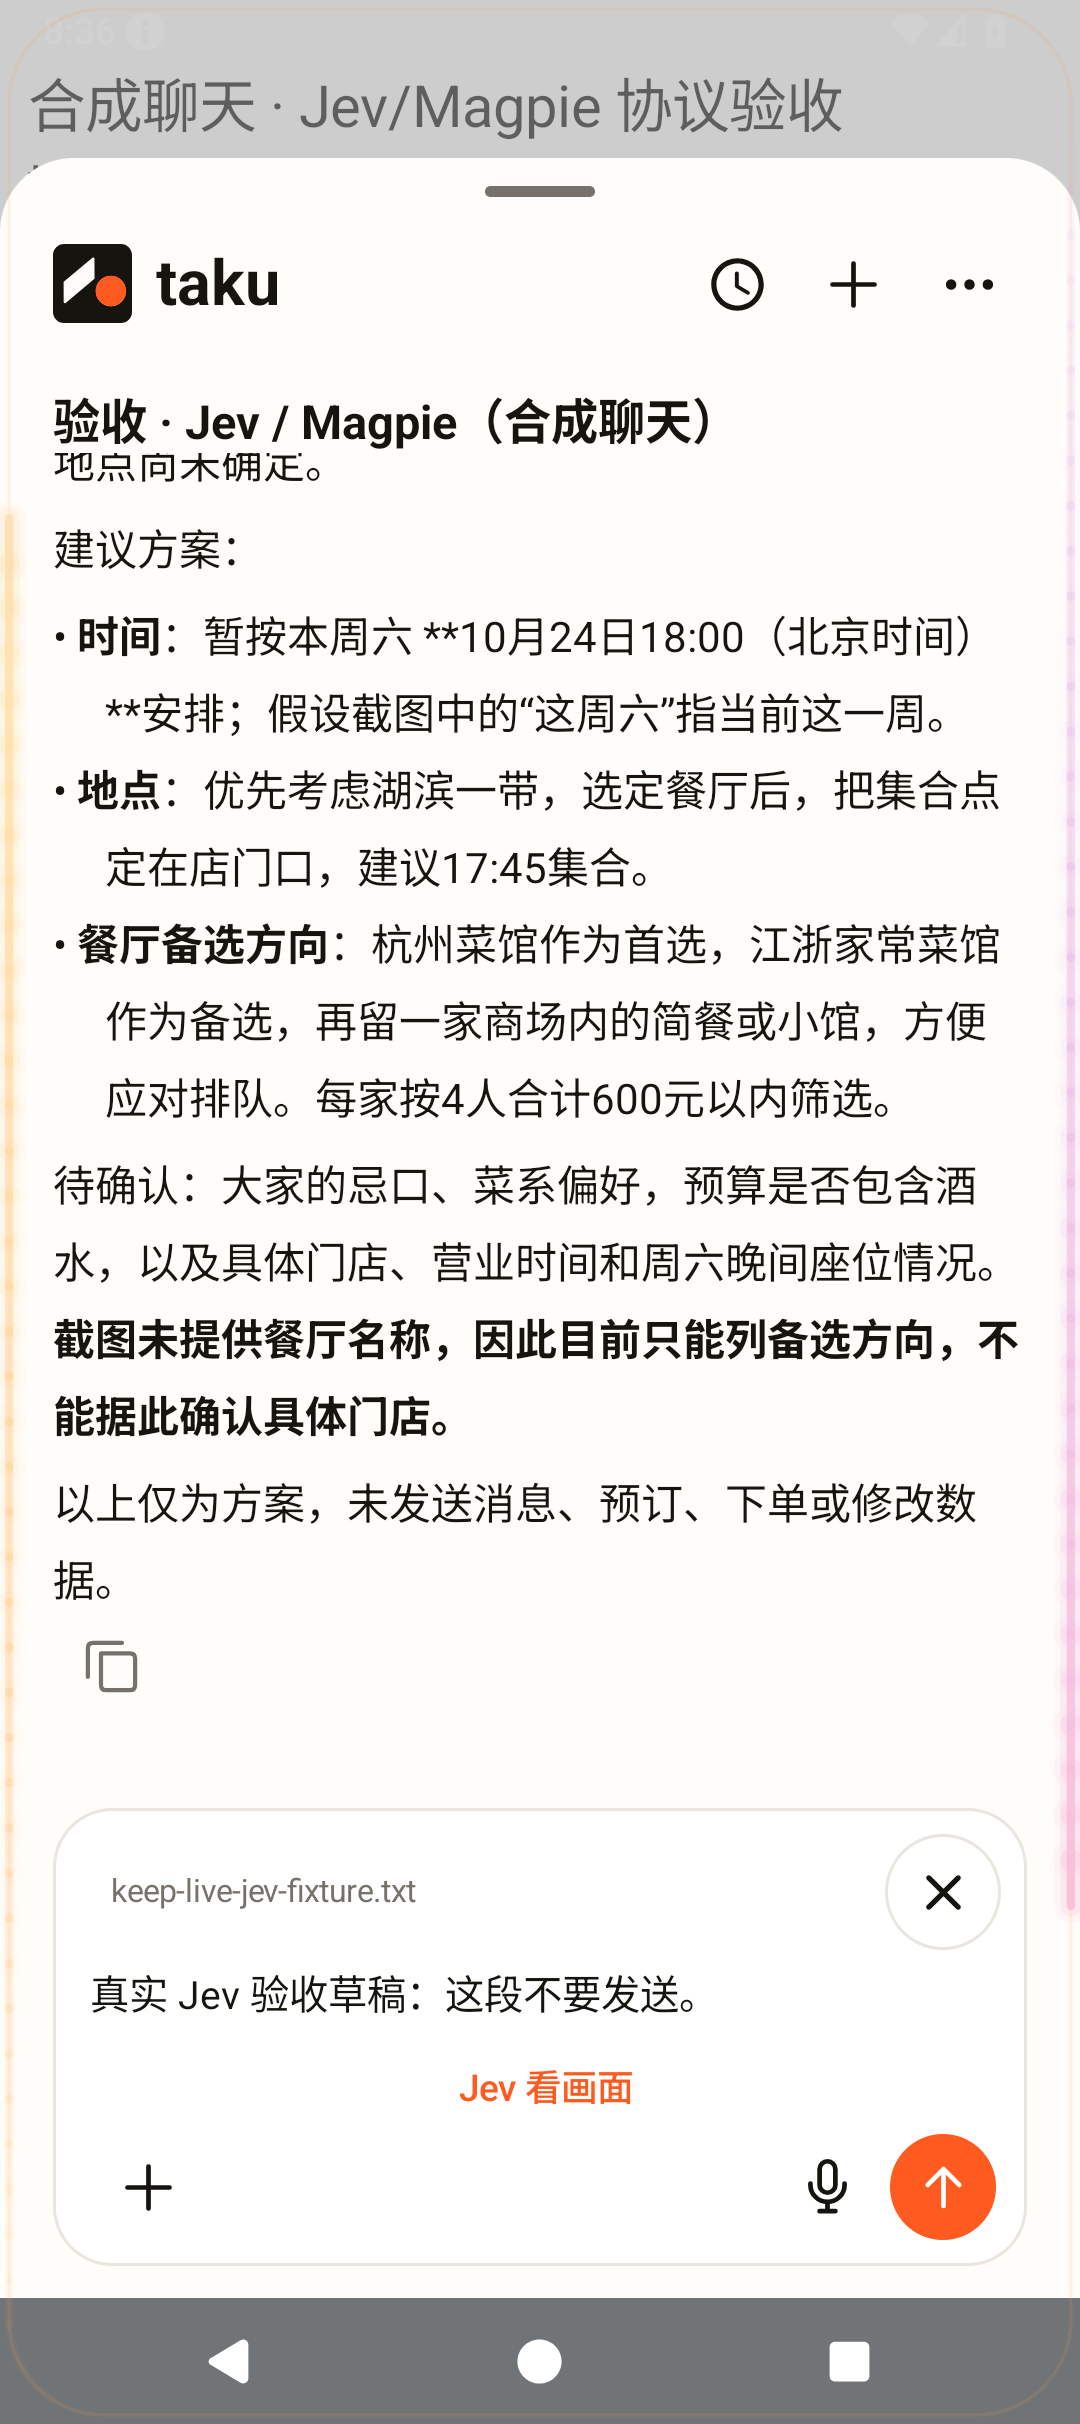 8:36
合成聊天 · Jev/Magpie 协议验收
taku
验收 · Jev / Magpie（合成聊天）
地点尚未确定。
建议方案：
• 时间：暂按本周六 **10月24日18:00（北京时间）
**安排；假设截图中的“这周六”指当前这一周。
• 地点：优先考虑湖滨一带，选定餐厅后，把集合点
定在店门口，建议17:45集合。
• 餐厅备选方向：杭州菜馆作为首选，江浙家常菜馆
作为备选，再留一家商场内的简餐或小馆，方便
应对排队。每家按4人合计600元以内筛选。
待确认：大家的忌口、菜系偏好，预算是否包含酒
水，以及具体门店、营业时间和周六晚间座位情况。
截图未提供餐厅名称，因此目前只能列备选方向，不
能据此确认具体门店。
以上仅为方案，未发送消息、预订、下单或修改数
据。
keep-live-jev-fixture.txt
真实 Jev 验收草稿：这段不要发送。
Jev 看画面